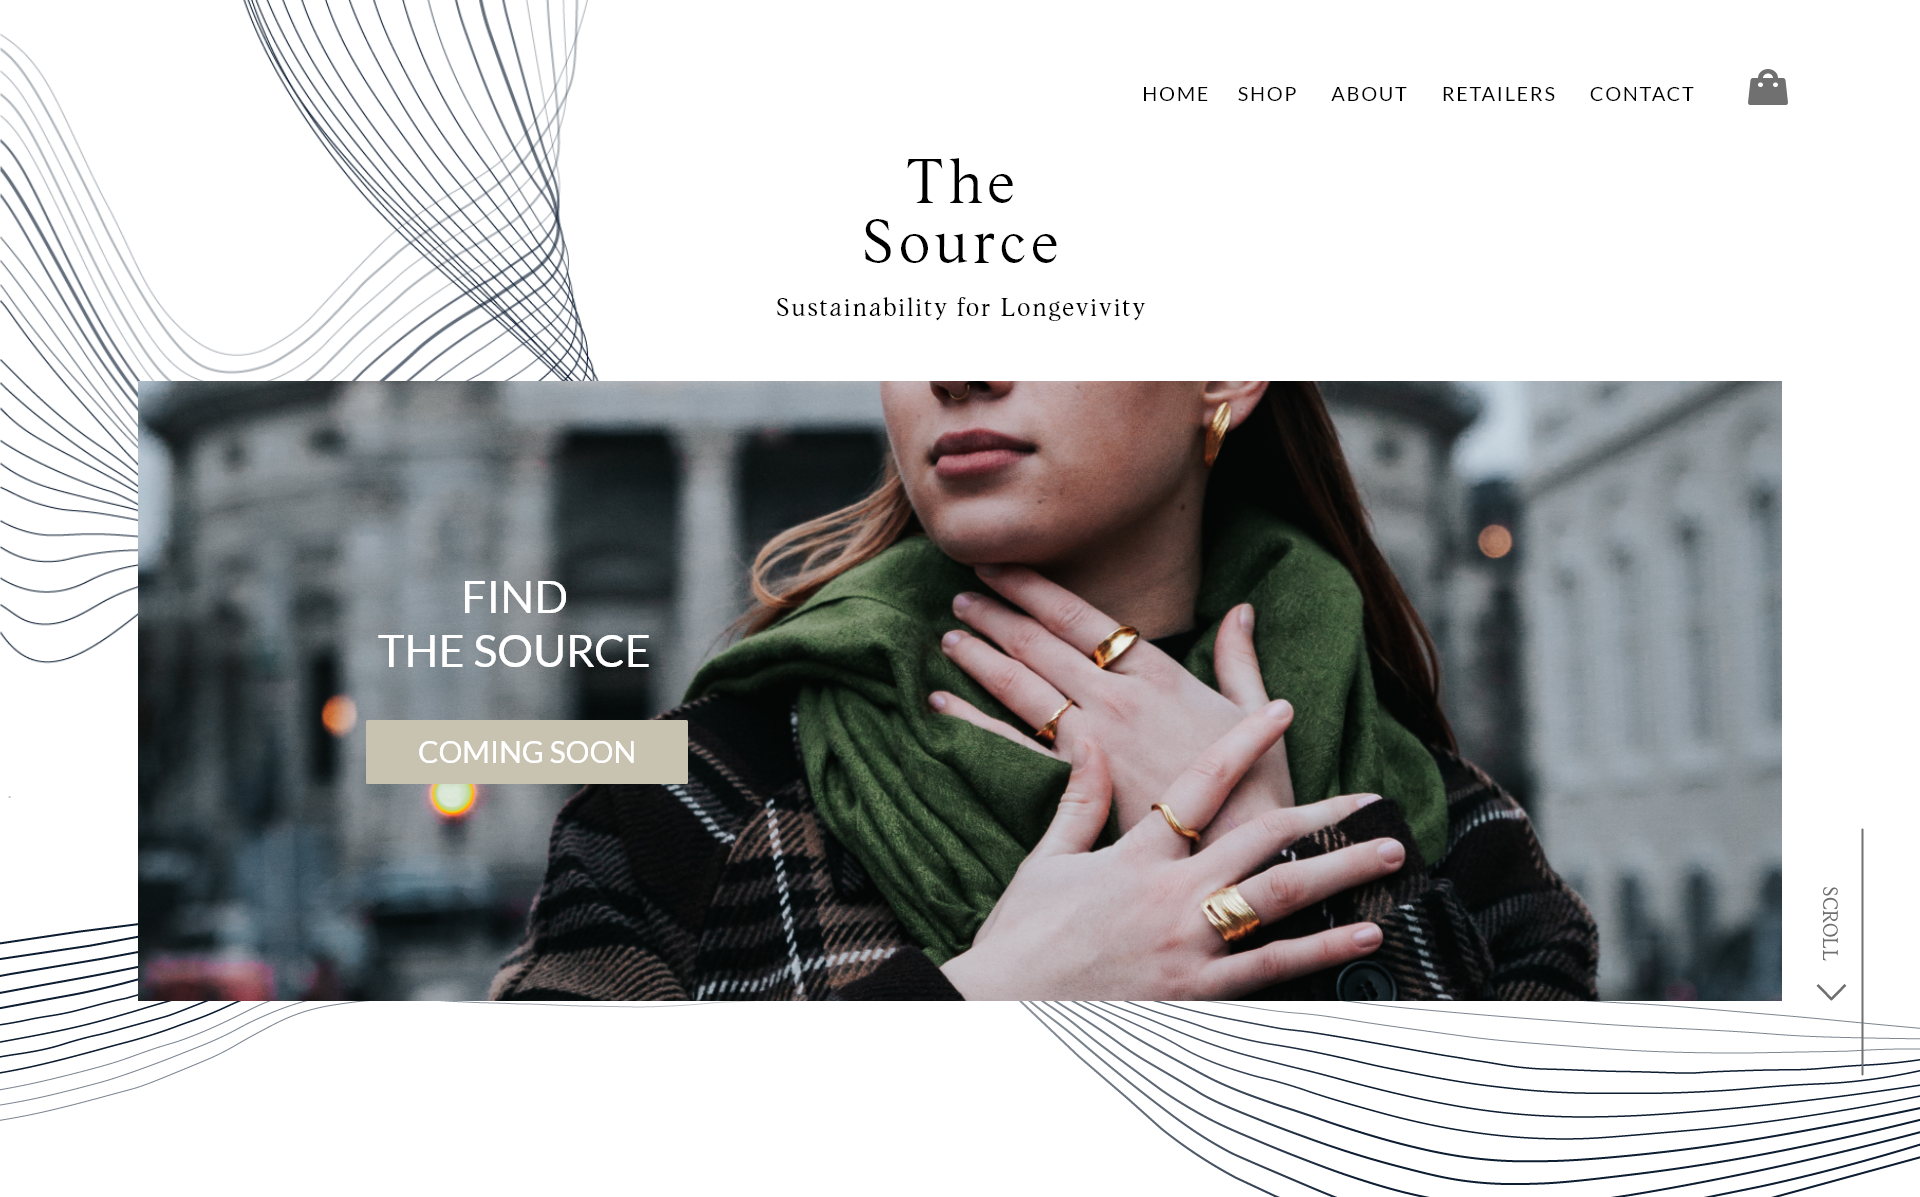 HOME SHOP ABOUT RETAILERS CONTACT
The
Source
Sustainability for Longevivity
FIND
THE SOURCE
COMING SOON
SCROLL